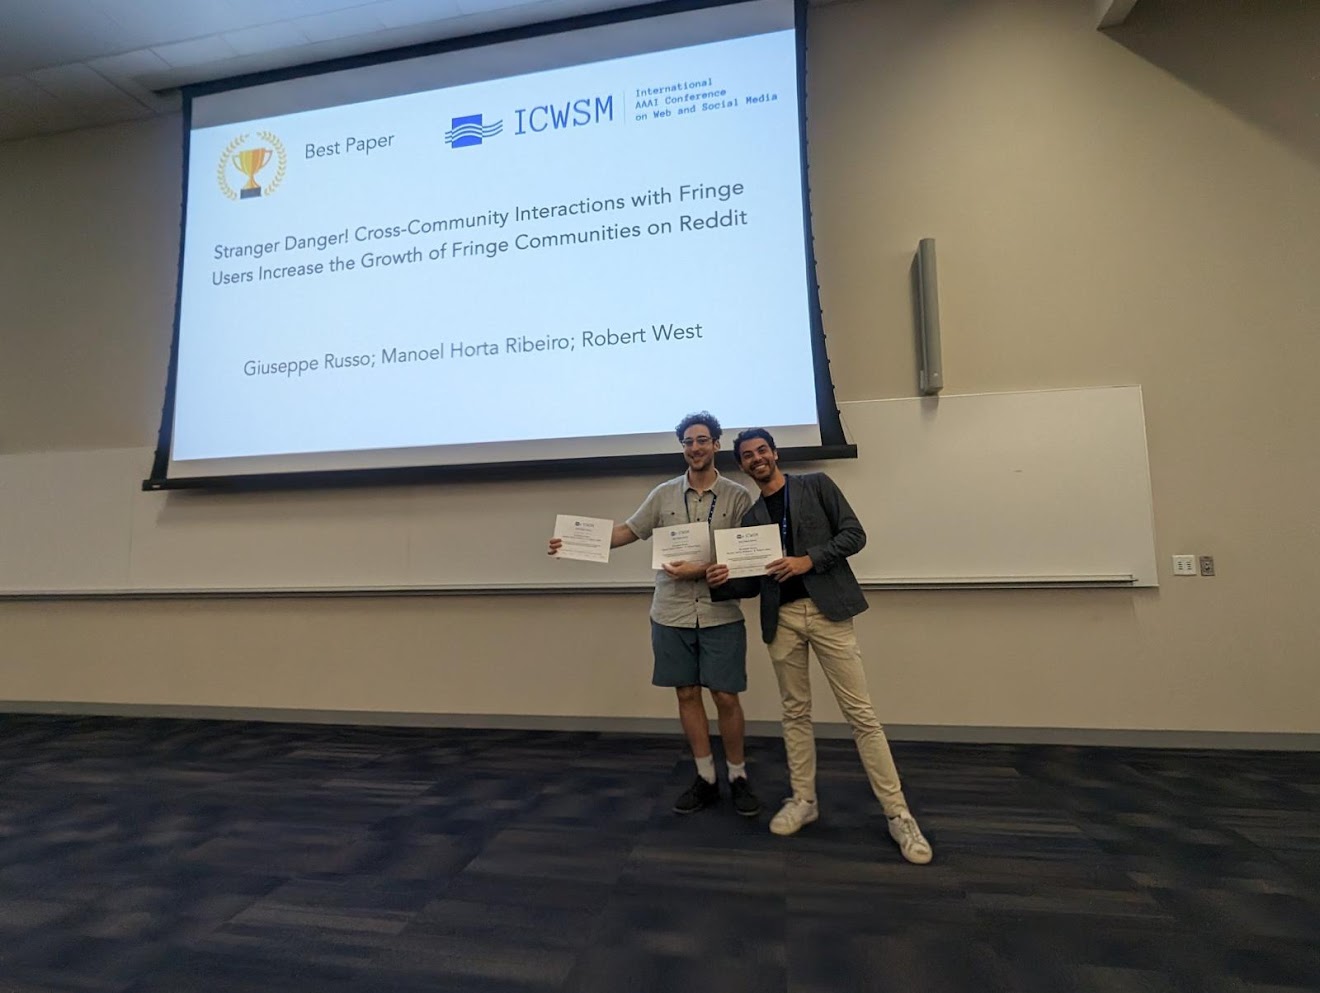 Best Paper
ICWSM
International
AAAI Conference
on Web and Social Media
Stranger Danger! Cross-Community Interactions with Fringe
Users Increase the Growth of Fringe Communities on Reddit
Giuseppe Russo; Manoel Horta Ribeiro; Robert West